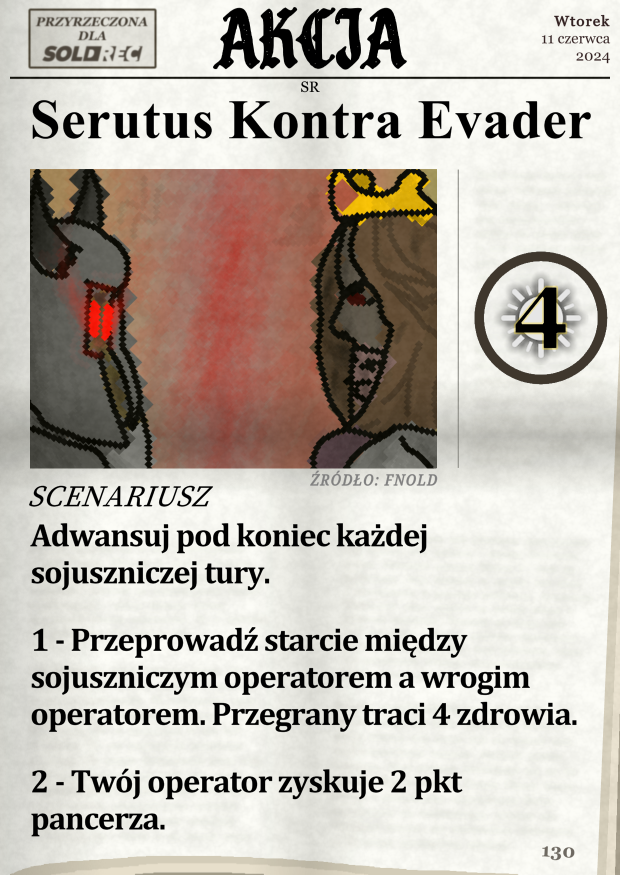 PRZYRZECZONA
DLA
SOLDREC
AKCJA
Wtorek
11 czerwca
2024
SR
Serutus Kontra Evader
4
ŹRÓDŁO: FNOLD
SCENARIUSZ
Adwansuj pod koniec każdej
sojuszniczej tury.
1 - Przeprowadź starcie między
sojuszniczym operatorem a wrogim
operatorem. Przegrany traci 4 zdrowia.
2 - Twój operator zyskuje 2 pkt
pancerza.
130